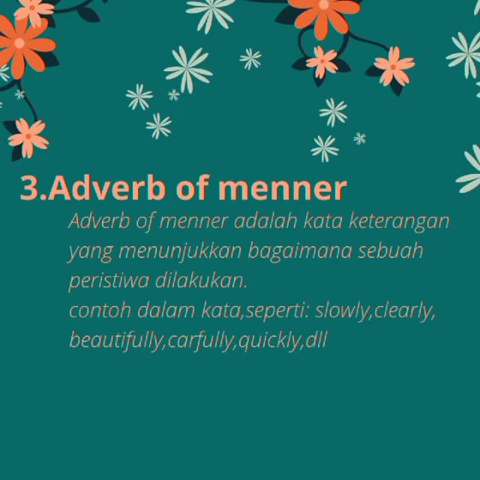 3.Adverb of menner
Adverb of menner adalah kata keterangan
yang menunjukkan bagaimana sebuah
peristiwa dilakukan.
contoh dalam kata,seperti: slowly,clearly,
beautifully,carfully,quickly,dll